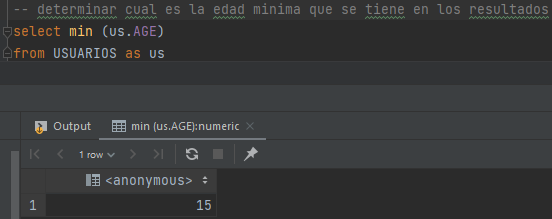 -- determinar cual es la edad minima que se tiene en los resultados
select min (us.AGE)
from USUARIOS as us
Output
min (us.AGE):numeric
1 row
<anonymous>
1
15